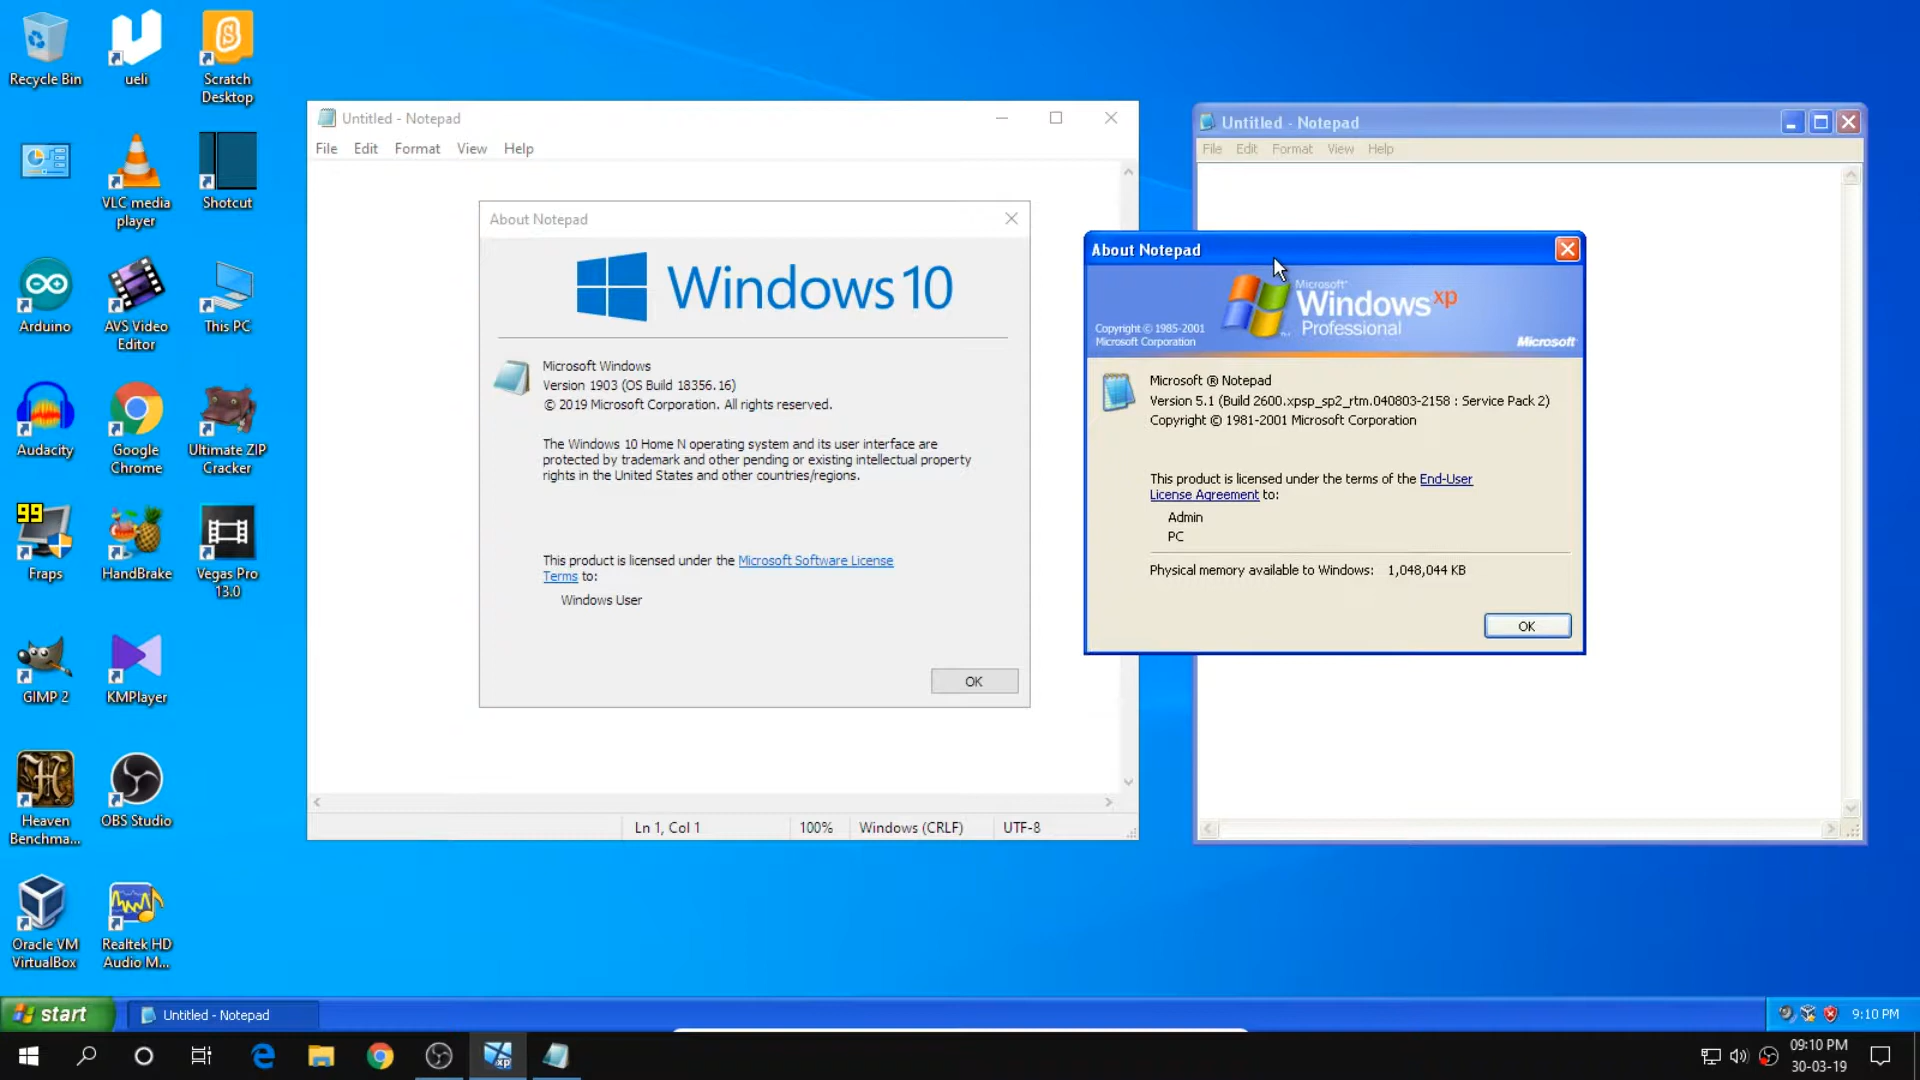 Recycle Bin
ueli
Scratch
Desktop
VLC media
player
Shotcut
Arduino
AVS Video
Editor
This PC
Audacity
Google
Chrome
Ultimate ZIP
Cracker
99
Fraps
HandBrake
Vegas Pro
13.0
GIMP 2
KMPlayer
Heaven
Benchma...
OBS Studio
Oracle VM
VirtualBox
Realtek HD
Audio M...
Untitled - Notepad
File Edit Format View Help
About Notepad
Windows 10
Microsoft Windows
Version 1903 (OS Build 18356.16)
© 2019 Microsoft Corporation. All rights reserved.
The Windows 10 Home N operating system and its user interface are
protected by trademark and other pending or existing intellectual property
rights in the United States and other countries/regions.
This product is licensed under the Microsoft Software License
Terms to:
Windows User
OK
Ln 1, Col 1 100% Windows (CRLF) UTF-8
Untitled - Notepad
File Edit Format View Help
About Notepad
Microsoft®
Windows xp
Professional
Copyright © 1985-2001
Microsoft Corporation
Microsoft
Microsoft ® Notepad
Version 5.1 (Build 2600.xpsp_sp2_rtm.040803-2158 : Service Pack 2)
Copyright © 1981-2001 Microsoft Corporation
This product is licensed under the terms of the End-User
License Agreement to:
Admin
PC
Physical memory available to Windows: 1,048,044 KB
OK
start
Untitled - Notepad
9:10 PM
xp
09:10 PM
30-03-19